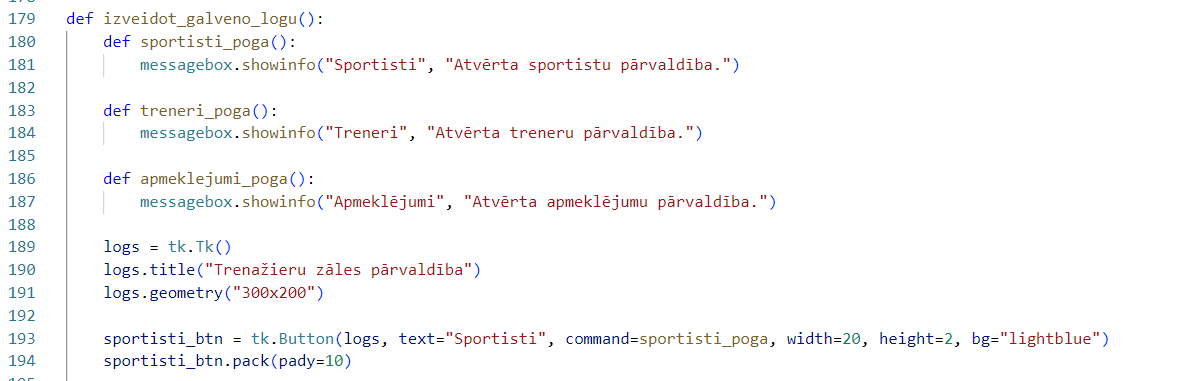 179 def izveidot_galveno_logu():
180 def sportisti_poga():
181 messagebox.showinfo("Sportisti", "Atvērta sportistu pārvaldība.")
182
183 def treneri_poga():
184 messagebox.showinfo("Treneri", "Atvērta treneru pārvaldība.")
185
186 def apmeklejumi_poga():
187 messagebox.showinfo("Apmeklējumi", "Atvērta apmeklējumu pārvaldība.")
188
189 logs = tk.Tk()
190 logs.title("Trenažieru zāles pārvaldība")
191 logs.geometry("300x200")
192
193 sportisti_btn = tk.Button(logs, text="Sportisti", command=sportisti_poga, width=20, height=2, bg="lightblue")
194 sportisti_btn.pack(pady=10)